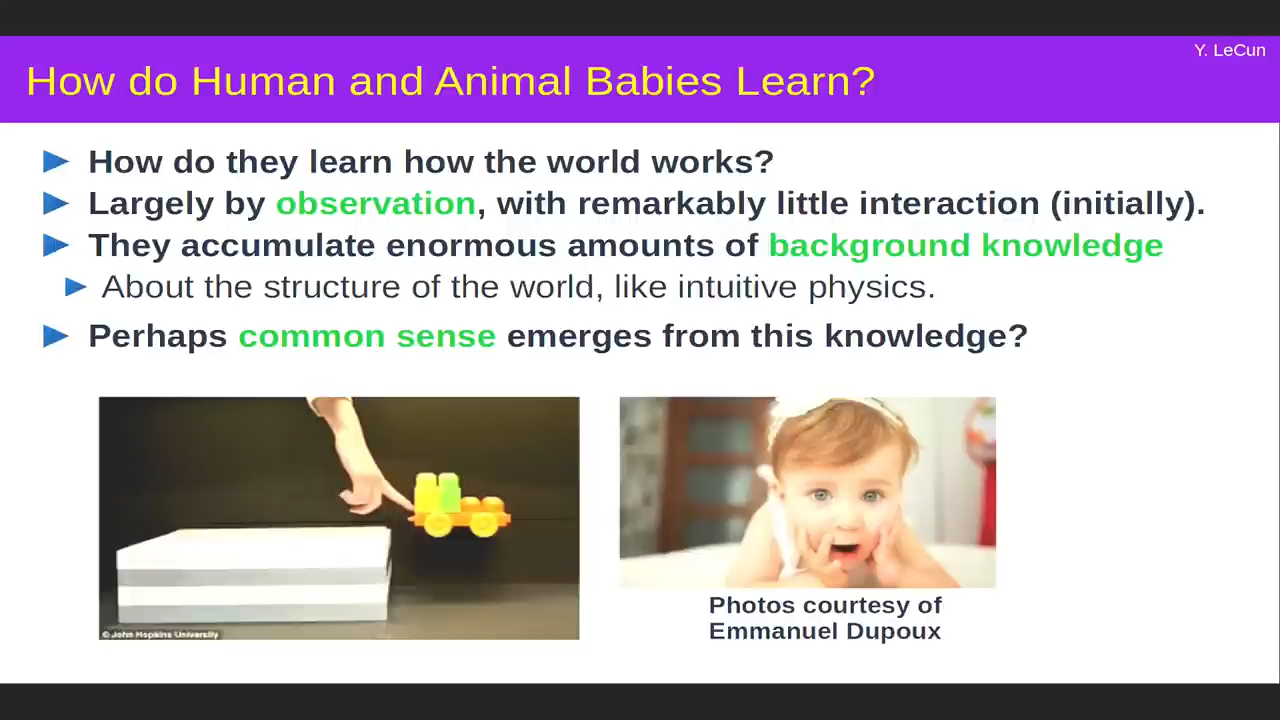 Y. LeCun
How do Human and Animal Babies Learn?
How do they learn how the world works?
Largely by observation, with remarkably little interaction (initially).
They accumulate enormous amounts of background knowledge
About the structure of the world, like intuitive physics.
Perhaps common sense emerges from this knowledge?
© John Hopkins University
Photos courtesy of
Emmanuel Dupoux